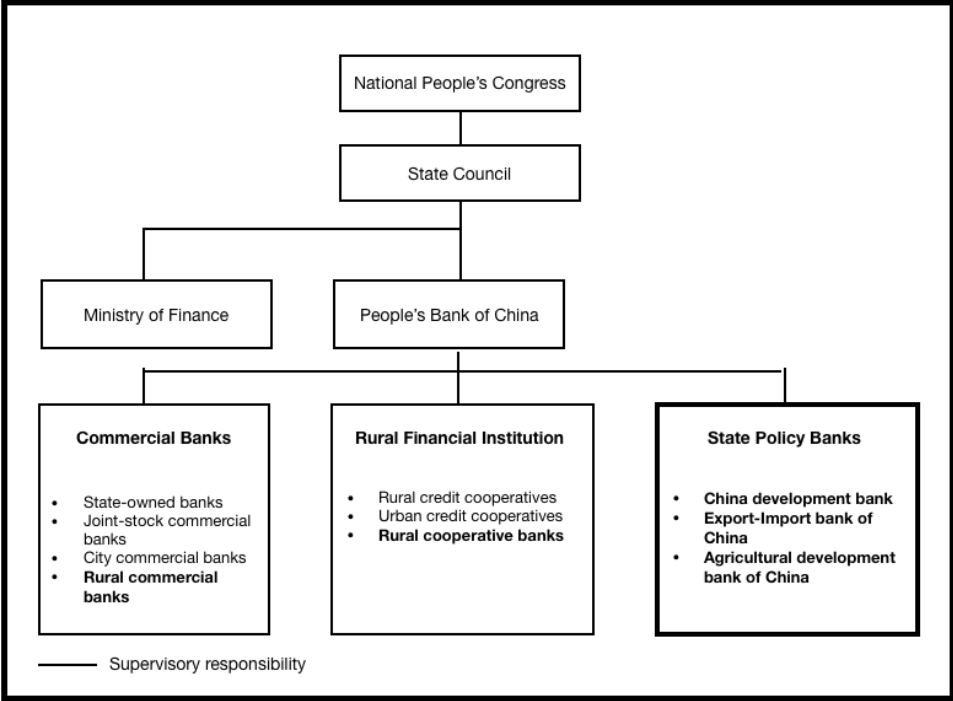 National People's Congress
State Council
Ministry of Finance
People's Bank of China
Commercial Banks
• State-owned banks
• Joint-stock commercial
banks
• City commercial banks
• Rural commercial
banks
Rural Financial Institution
• Rural credit cooperatives
• Urban credit cooperatives
• Rural cooperative banks
State Policy Banks
• China development bank
• Export-Import bank of
China
• Agricultural development
bank of China
Supervisory responsibility